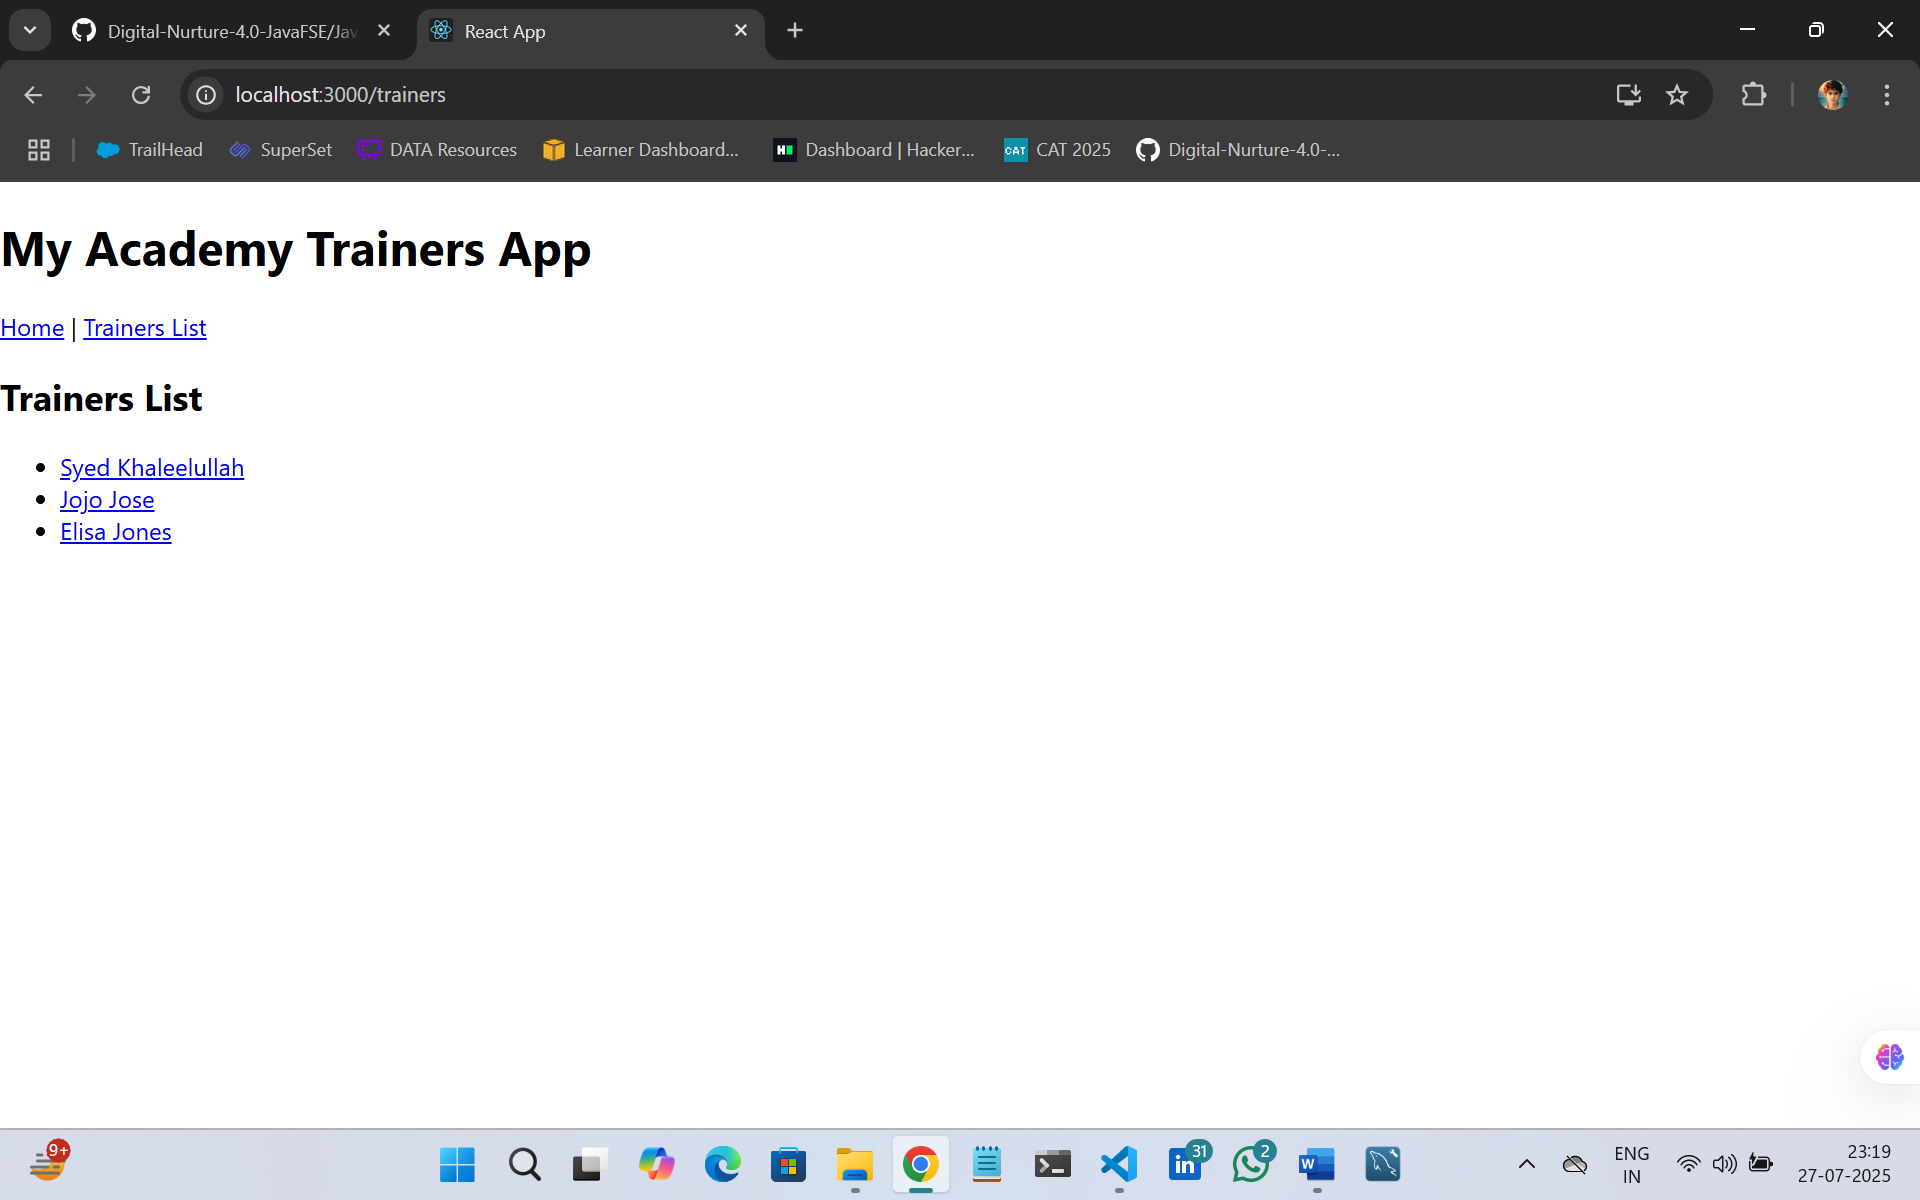 Digital-Nurture-4.0-JavaFSE/Jav
React App
localhost:3000/trainers
TrailHead
SuperSet
DATA Resources
Learner Dashboard...
Dashboard | Hacker...
CAT
CAT 2025
Digital-Nurture-4.0-...
My Academy Trainers App
Home | Trainers List
Trainers List
Syed Khaleelullah
Jojo Jose
Elisa Jones
9+
31
2
ENG
IN
23:19
27-07-2025